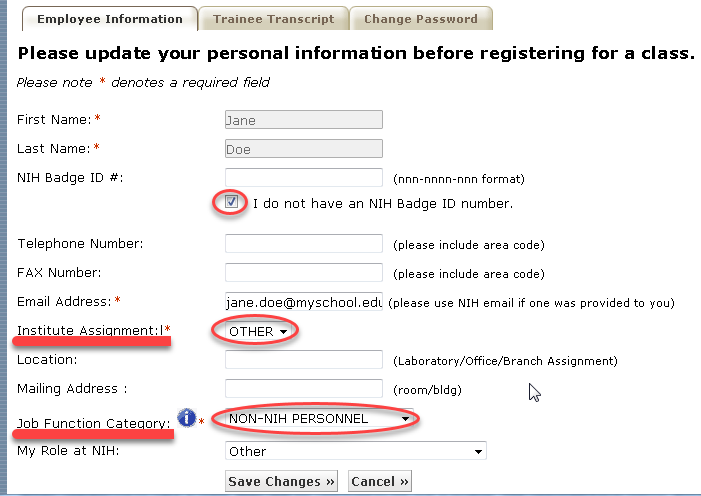 Employee Information Trainee Transcript Change Password
Please update your personal information before registering for a class.
Please note * denotes a required field
First Name:* Jane
Last Name:* Doe
NIH Badge ID #: (nnn-nnnn-nnn format)
I do not have an NIH Badge ID number.
Telephone Number: (please include area code)
FAX Number: (please include area code)
Email Address:* jane.doe@myschool.edu (please use NIH email if one was provided to you)
Institute Assignment:* OTHER
Location: (Laboratory/Office/Branch Assignment)
Mailing Address : (room/bldg)
Job Function Category: i * NON-NIH PERSONNEL
My Role at NIH: Other
Save Changes » Cancel »